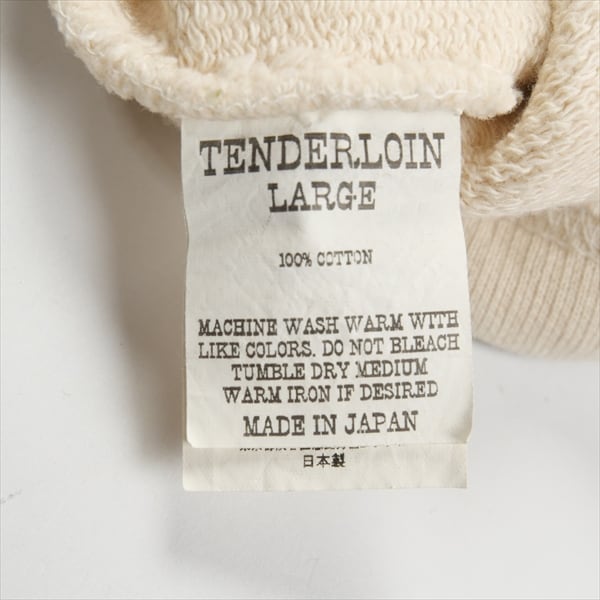 TENDERLOIN
LARGE
100% COTTON
MACHINE WASH WARM WITH
LIKE COLORS. DO NOT BLEACH
TUMBLE DRY MEDIUM
WARM IRON IF DESIRED
MADE IN JAPAN
日本製